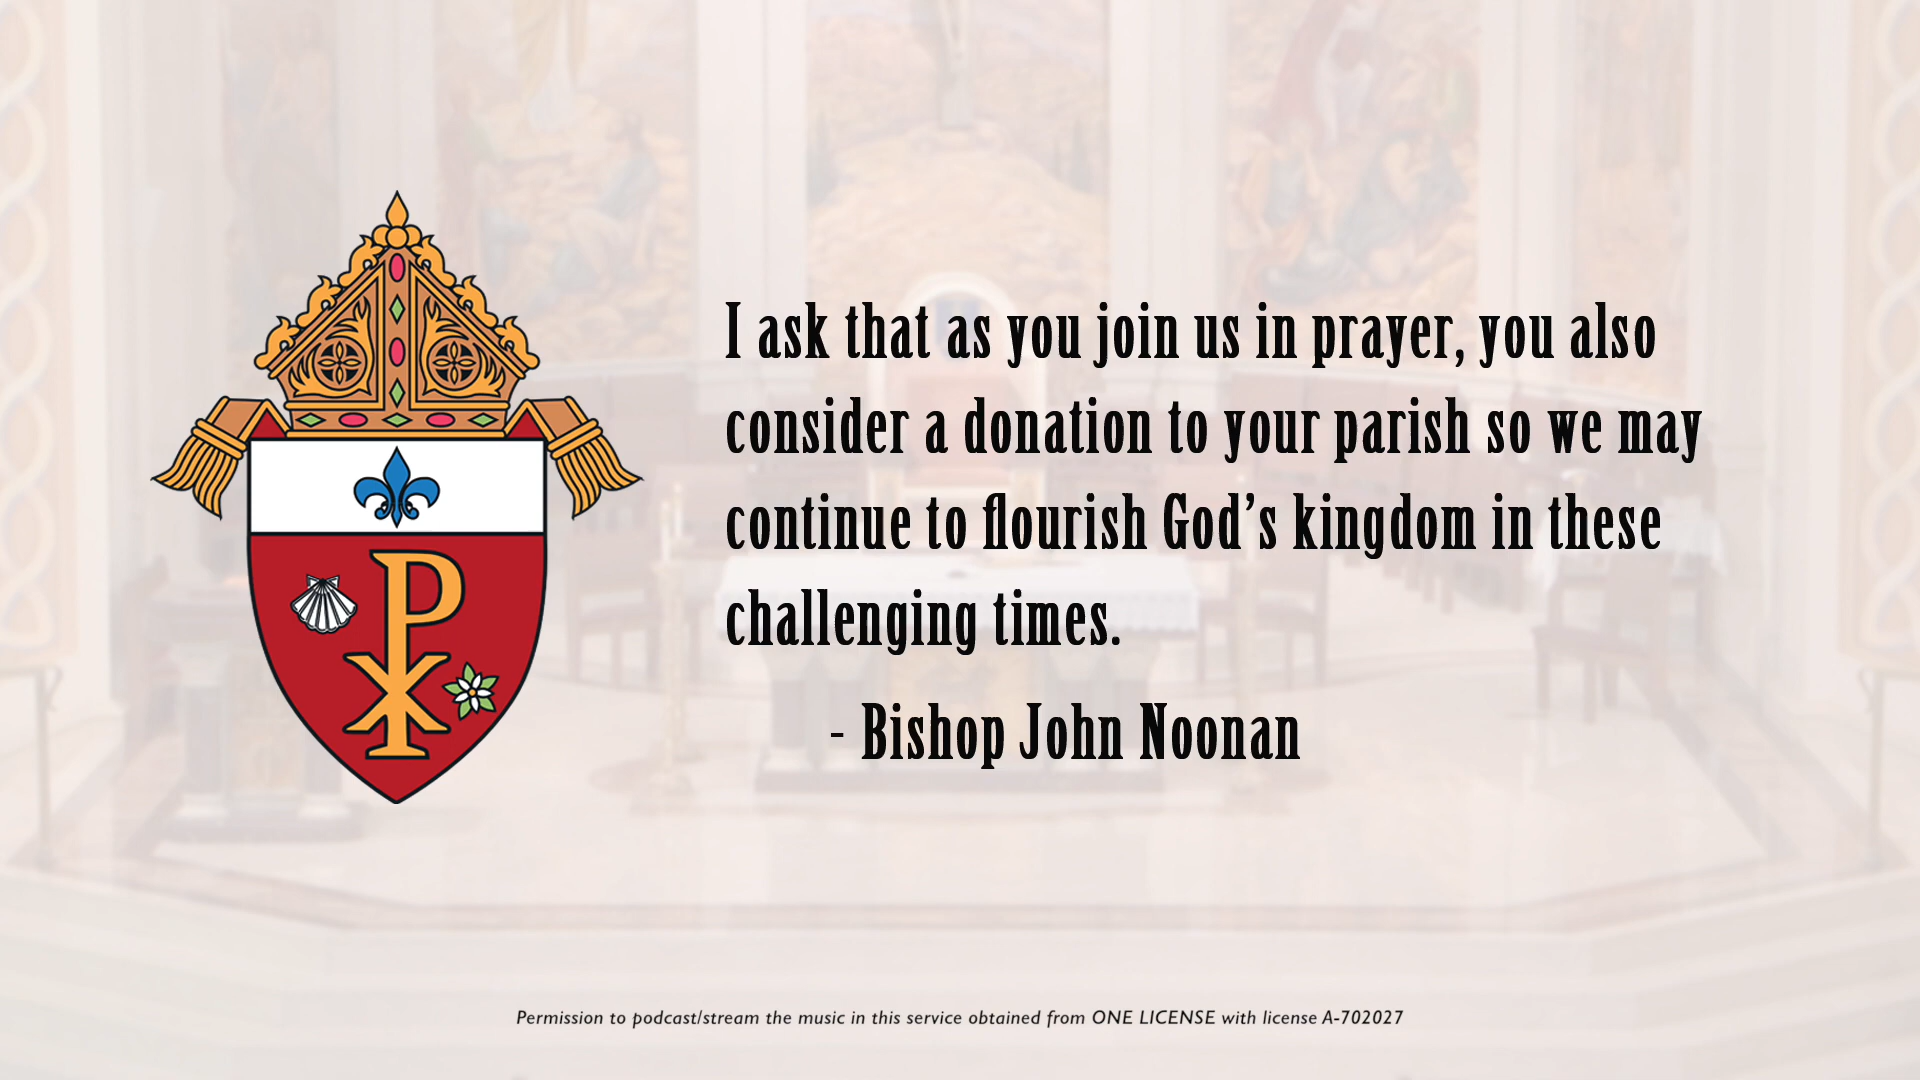 I ask that as you join us in prayer, you also
consider a donation to your parish so we may
continue to flourish God’s kingdom in these
challenging times.
- Bishop John Noonan
Permission to podcast/stream the music in this service obtained from ONE LICENSE with license A-702027